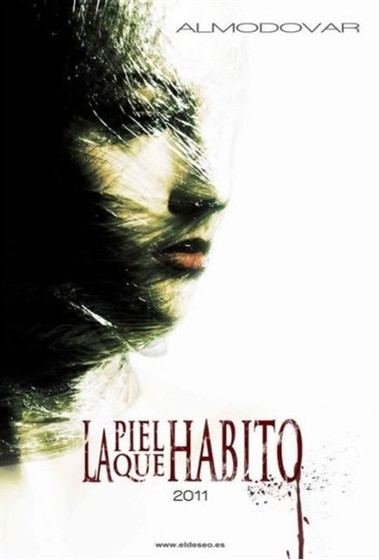 ALMODOVAR
LA PIEL QUE HABITO
2011
www.eldeseo.es